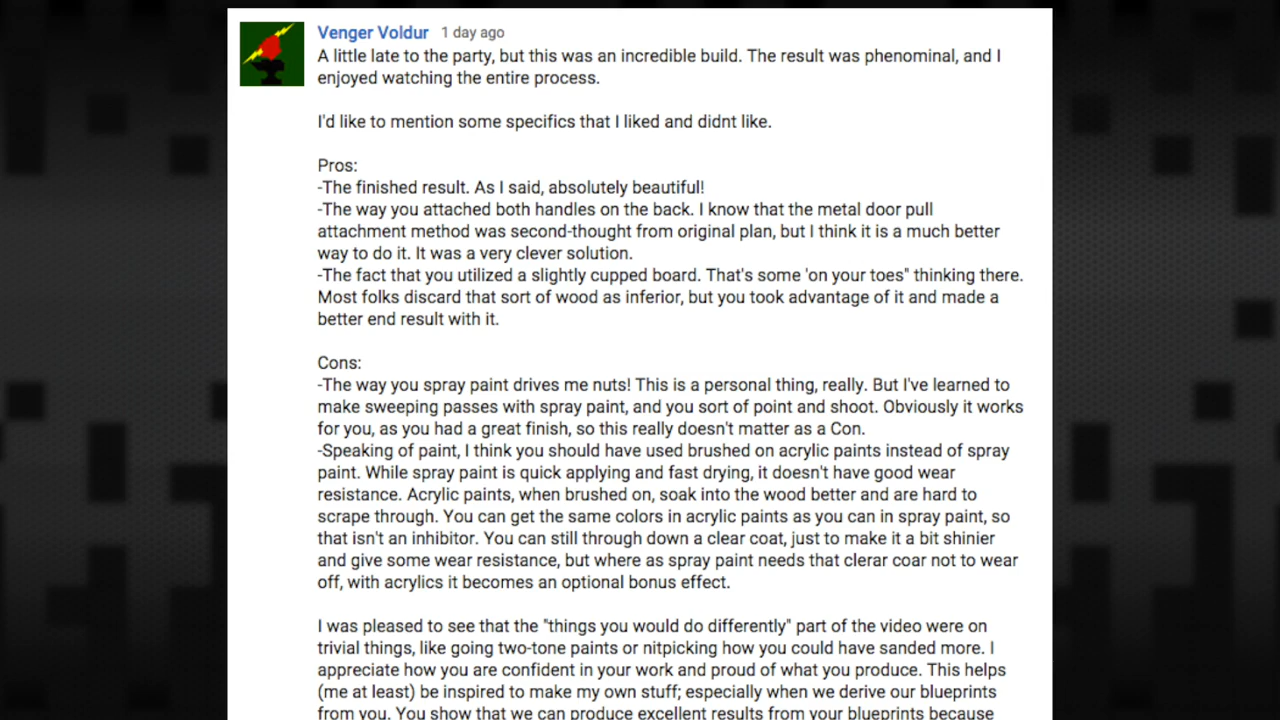 Venger Voldur 1 day ago
A little late to the party, but this was an incredible build. The result was phenominal, and I
enjoyed watching the entire process.
I'd like to mention some specifics that I liked and didnt like.
Pros:
-The finished result. As I said, absolutely beautiful!
-The way you attached both handles on the back. I know that the metal door pull
attachment method was second-thought from original plan, but I think it is a much better
way to do it. It was a very clever solution.
-The fact that you utilized a slightly cupped board. That's some 'on your toes" thinking there.
Most folks discard that sort of wood as inferior, but you took advantage of it and made a
better end result with it.
Cons:
-The way you spray paint drives me nuts! This is a personal thing, really. But I've learned to
make sweeping passes with spray paint, and you sort of point and shoot. Obviously it works
for you, as you had a great finish, so this really doesn't matter as a Con.
-Speaking of paint, I think you should have used brushed on acrylic paints instead of spray
paint. While spray paint is quick applying and fast drying, it doesn't have good wear
resistance. Acrylic paints, when brushed on, soak into the wood better and are hard to
scrape through. You can get the same colors in acrylic paints as you can in spray paint, so
that isn't an inhibitor. You can still through down a clear coat, just to make it a bit shinier
and give some wear resistance, but where as spray paint needs that clerar coar not to wear
off, with acrylics it becomes an optional bonus effect.
I was pleased to see that the "things you would do differently" part of the video were on
trivial things, like going two-tone paints or nitpicking how you could have sanded more. I
appreciate how you are confident in your work and proud of what you produce. This helps
(me at least) be inspired to make my own stuff; especially when we derive our blueprints
from you. You show that we can produce excellent results from your blueprints because